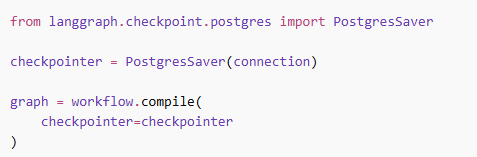 from langgraph.checkpoint.postgres import PostgresSaver
checkpointer = PostgresSaver(connection)
graph = workflow.compile(
    checkpointer=checkpointer
)